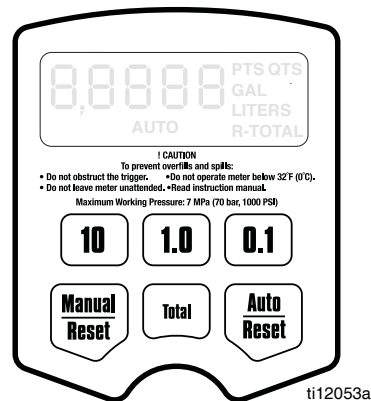 8,8888 PTS QTS
GAL
LITERS
AUTO R-TOTAL
! CAUTION
To prevent overfills and spills:
• Do not obstruct the trigger. •Do not operate meter below 32°F (0°C).
• Do not leave meter unattended. •Read instruction manual.
Maximum Working Pressure: 7 MPa (70 bar, 1000 PSI)
10 1.0 0.1
Manual
Reset
Total
Auto
Reset
ti12053a